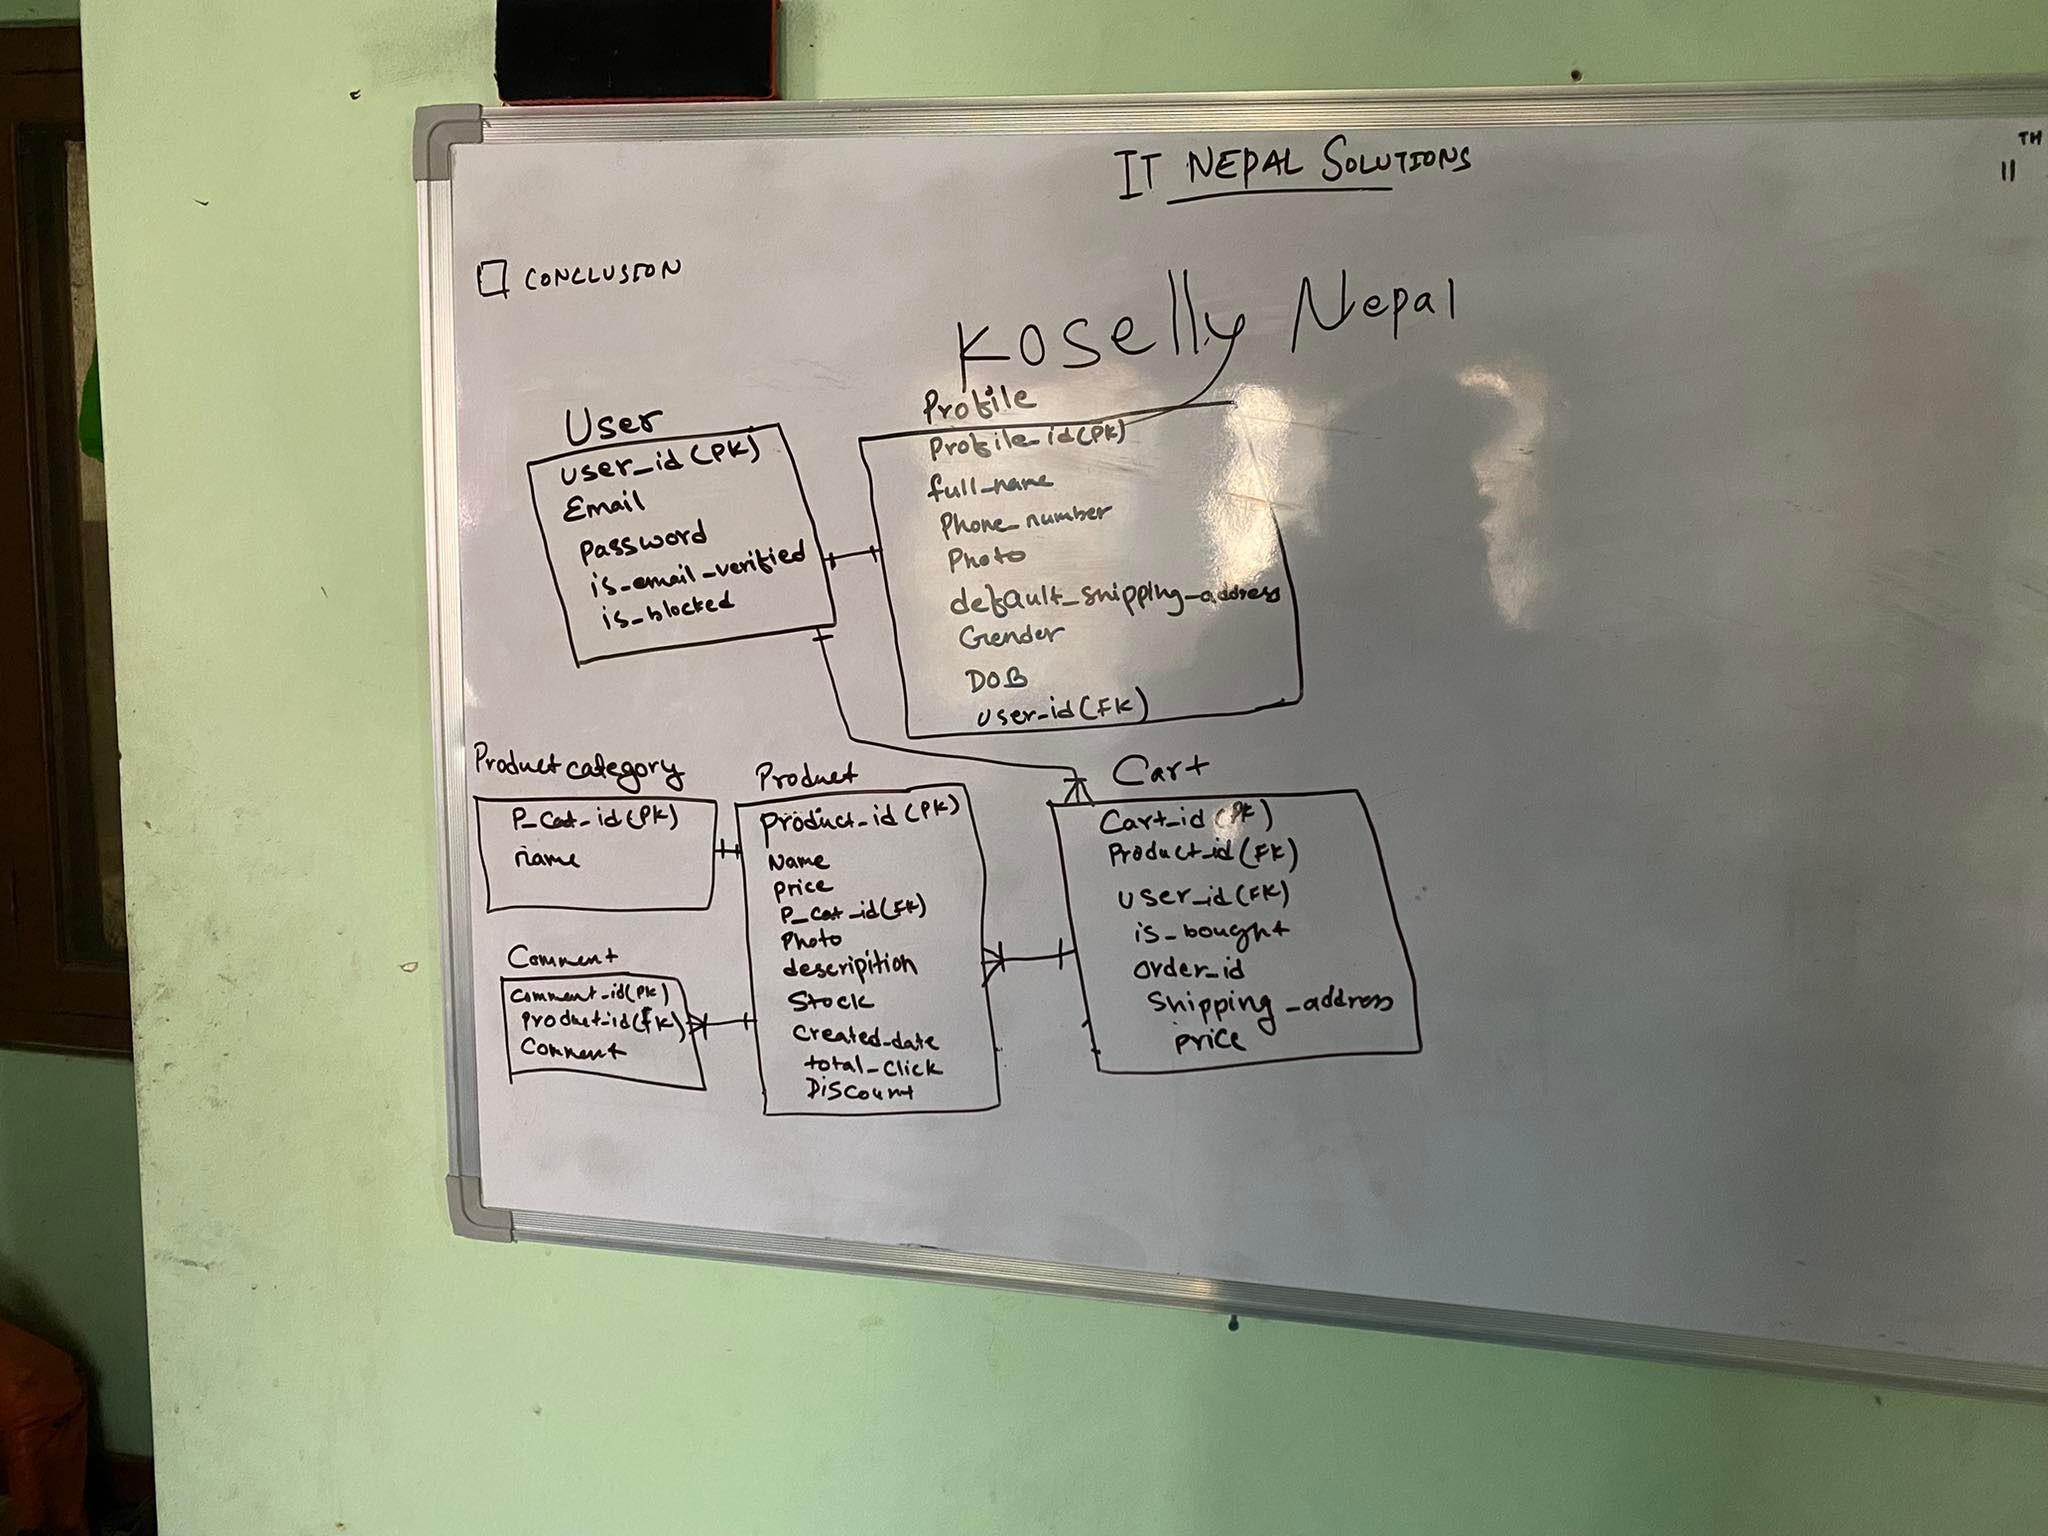 IT NEPAL SOLUTIONS
TH
11
CONCLUSION
Koselly Nepal
User
user_id (PK)
Email
password
is_email_verified
is_blocked
Profile
Profile_id (PK)
full_name
Phone_number
Photo
default_shipping_address
Gender
DOB
user_id (FK)
Product category
P_Cat_id (PK)
name
Comment
Comment_id (PK)
Product_id (FK)
Comment
Product
product_id (PK)
Name
price
P_cat_id (FK)
Photo
descripition
Stock
created_date
total_click
Discount
Cart
Cart_id (PK)
Product_id (FK)
user_id (FK)
is_bought
order_id
Shipping_address
price